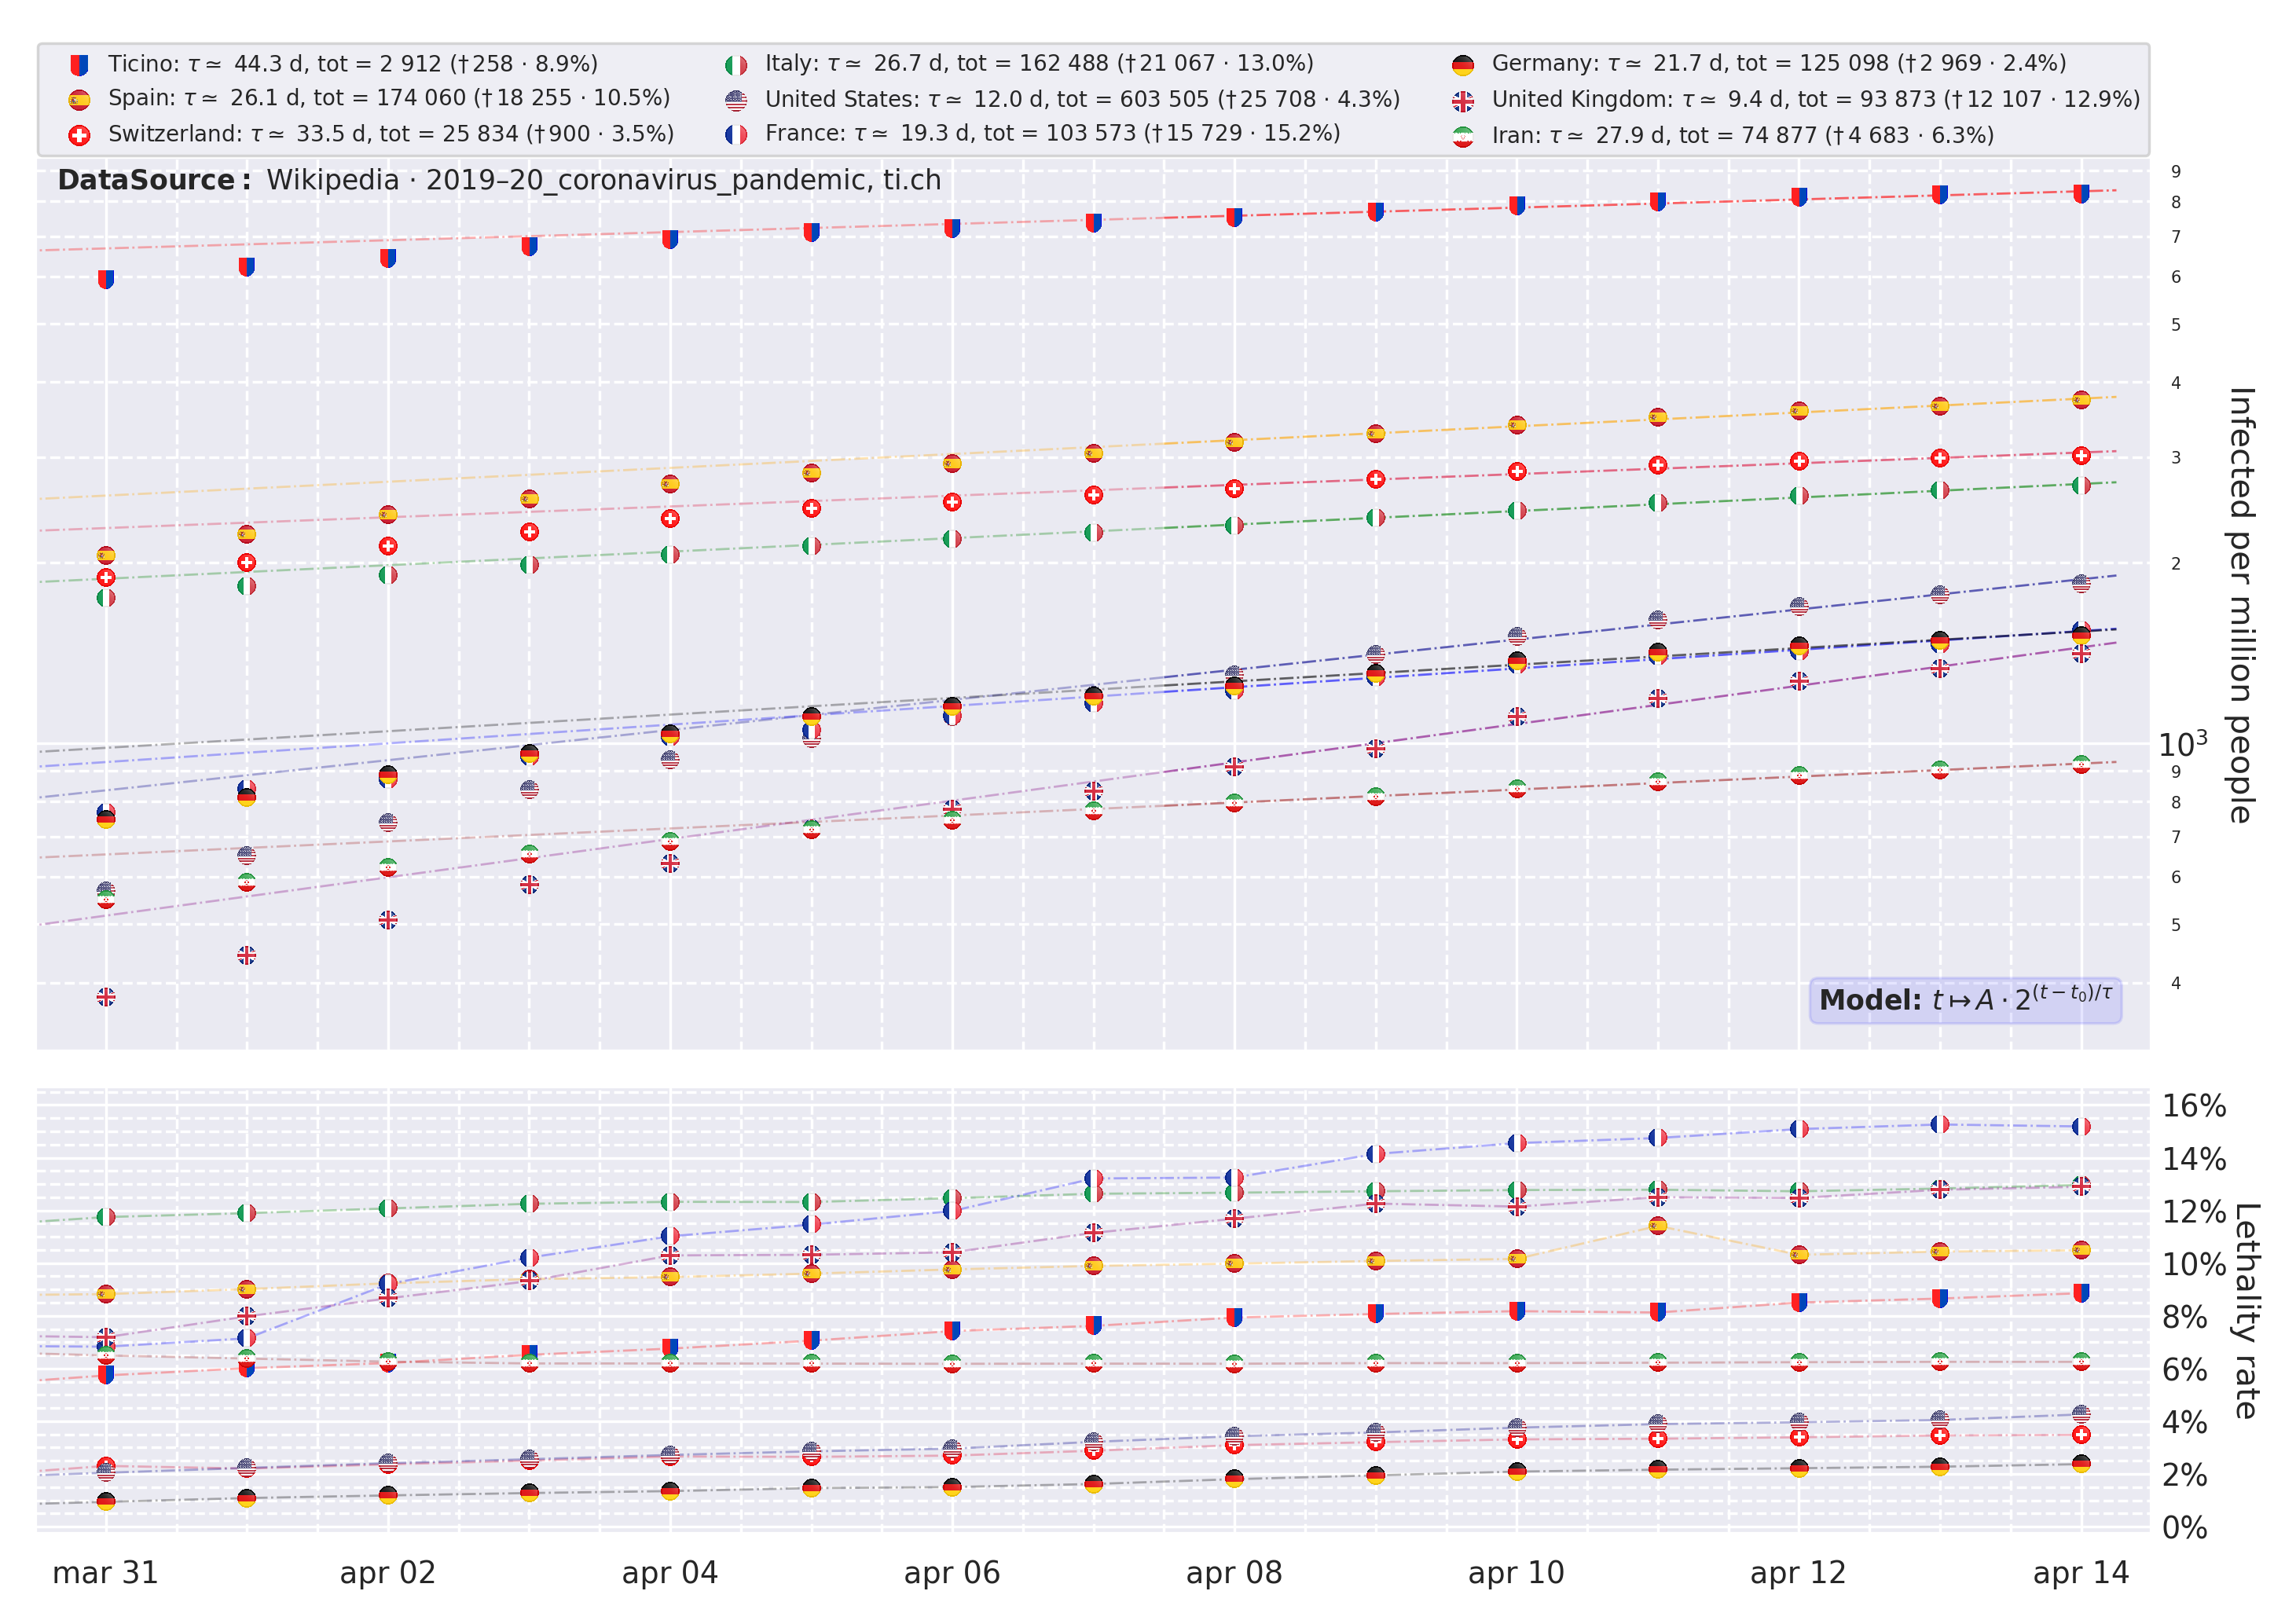 Ticino: τ ≃ 44.3 d, tot = 2 912 (†258 · 8.9%)
Spain: τ ≃ 26.1 d, tot = 174 060 (†18 255 · 10.5%)
Switzerland: τ ≃ 33.5 d, tot = 25 834 (†900 · 3.5%)
Italy: τ ≃ 26.7 d, tot = 162 488 (†21 067 · 13.0%)
United States: τ ≃ 12.0 d, tot = 603 505 (†25 708 · 4.3%)
France: τ ≃ 19.3 d, tot = 103 573 (†15 729 · 15.2%)
Germany: τ ≃ 21.7 d, tot = 125 098 (†2 969 · 2.4%)
United Kingdom: τ ≃ 9.4 d, tot = 93 873 (†12 107 · 12.9%)
Iran: τ ≃ 27.9 d, tot = 74 877 (†4 683 · 6.3%)
DataSource: Wikipedia · 2019–20_coronavirus_pandemic, ti.ch
9
8
7
6
5
4
3
2
10³
9
8
7
6
5
4
Infected per million people
Model: t ↦ A · 2^{(t − t₀)/τ}
16%
14%
12%
10%
8%
6%
4%
2%
0%
Lethality rate
mar 31
apr 02
apr 04
apr 06
apr 08
apr 10
apr 12
apr 14